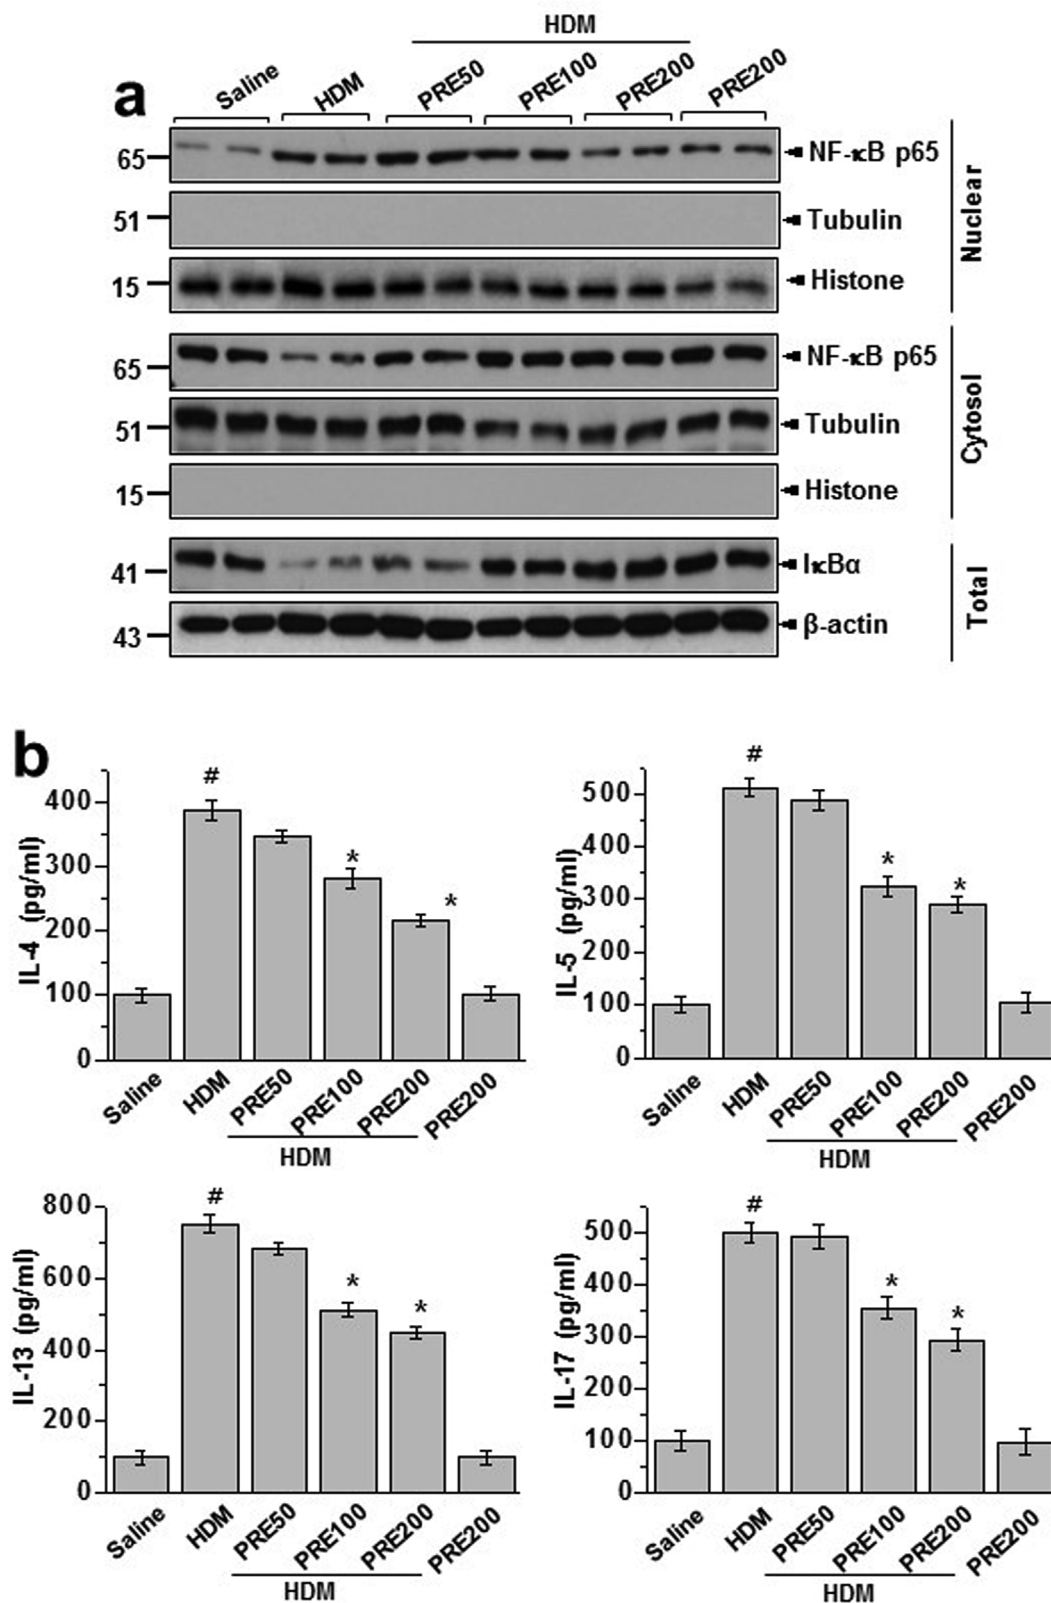 HDM
a
Saline HDM PRE50 PRE100 PRE200 PRE200
65 NF-κB p65
51 Tubulin
15 Histone
Nuclear
65 NF-κB p65
51 Tubulin
15 Histone
Cytosol
41 IκBα
43 β-actin
Total
b
IL-4 (pg/ml)
400
300
200
100
0
#
*
*
Saline HDM PRE50 PRE100 PRE200 PRE200
HDM
IL-5 (pg/ml)
500
400
300
200
100
0
#
*
*
Saline HDM PRE50 PRE100 PRE200 PRE200
HDM
IL-13 (pg/ml)
800
600
400
200
0
#
*
*
Saline HDM PRE50 PRE100 PRE200 PRE200
HDM
IL-17 (pg/ml)
500
400
300
200
100
0
#
*
*
Saline HDM PRE50 PRE100 PRE200 PRE200
HDM